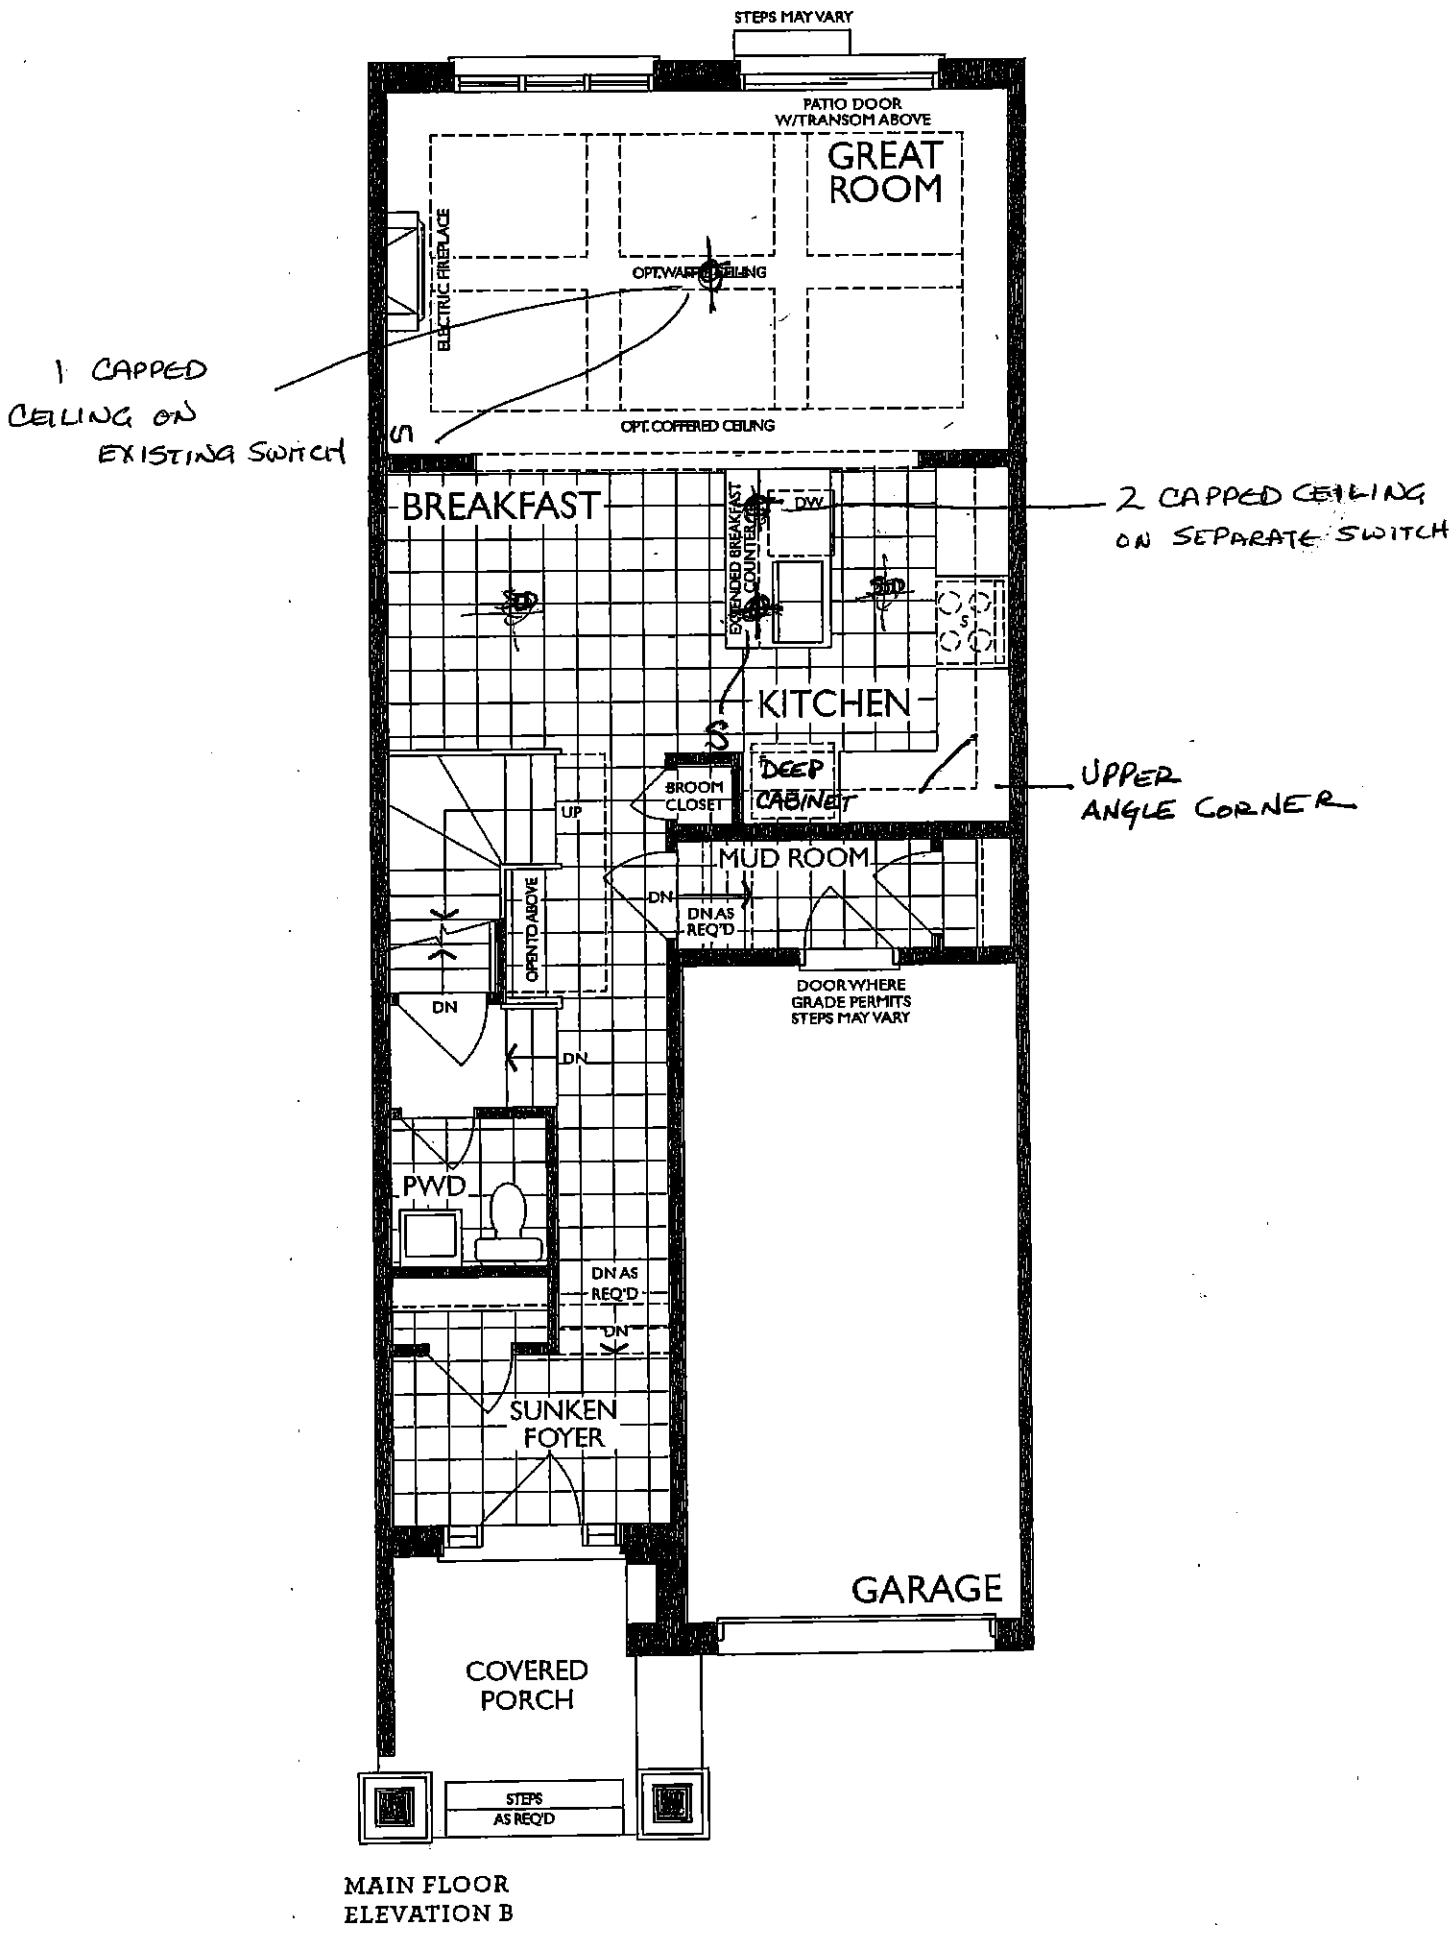 STEPS MAY VARY
PATIO DOOR
W/TRANSOM ABOVE
GREAT
ROOM
ELECTRIC FIREPLACE
1 CAPPED
CEILING ON
EXISTING SWITCH
S
OPT. COFFERED CEILING
BREAKFAST
EXTENDED BREAKFAST
COUNTER
DW
2 CAPPED CEILING
ON SEPARATE SWITCH
S
KITCHEN
S
DEEP
CABINET
UPPER
ANGLE CORNER
BROOM
CLOSET
UP
MUD ROOM
DN
DN AS
REQ'D
OPEN TO ABOVE
DN
DOOR WHERE
GRADE PERMITS
STEPS MAY VARY
DN
PWD
DN AS
REQ'D
DN
SUNKEN
FOYER
GARAGE
COVERED
PORCH
STEPS
AS REQ'D
MAIN FLOOR
ELEVATION B